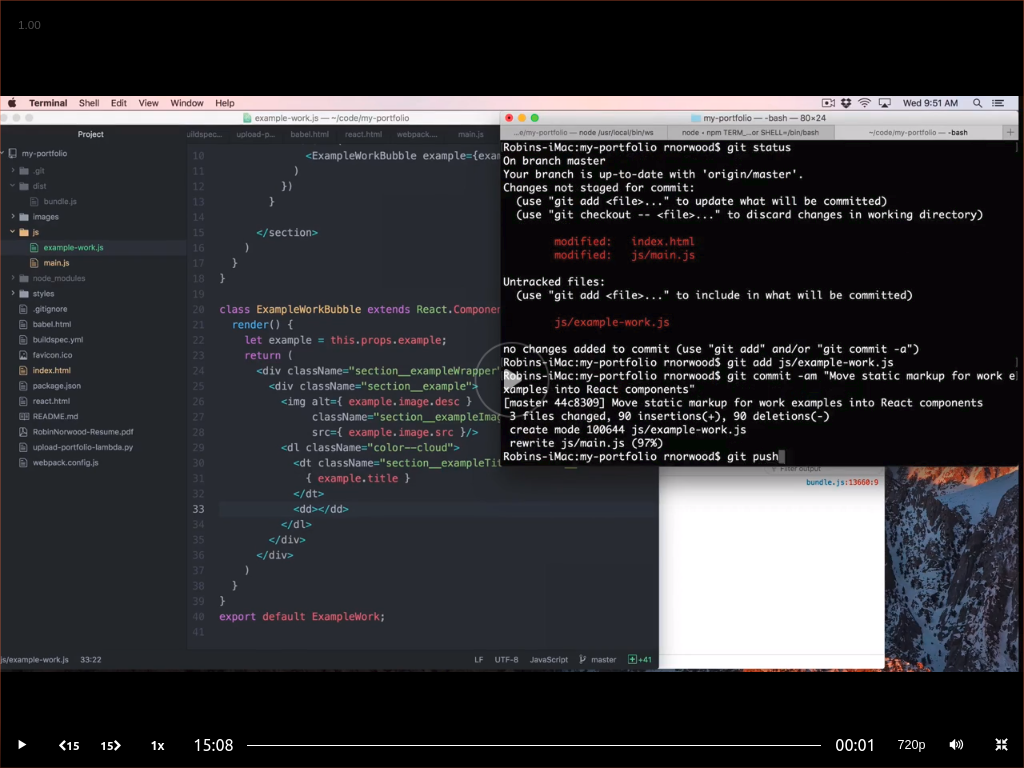 1.00
Terminal Shell Edit View Window Help
Wed 9:51 AM
example-work.js — ~/code/my-portfolio
Project
upload-p... babel.html react.html webpack.... main.js
my-portfolio
.git
dist
bundle.js
images
js
example-work.js
main.js
node_modules
styles
.gitignore
babel.html
buildspec.yml
favicon.ico
index.html
package.json
react.html
README.md
RobinNorwood-Resume.pdf
upload-portfolio-lambda.py
webpack.config.js
10 <ExampleWorkBubble example={exam
11 )
12 })
13 }
14
15 </section>
16 )
17 }
18 }
19
20 class ExampleWorkBubble extends React.Component
21 render() {
22 let example = this.props.example;
23 return (
24 <div className="section__exampleWrapper"
25 <div className="section__example">
26 <img alt={ example.image.desc }
27 className="section__exampleImag
28 src={ example.image.src }/>
29 <dl className="color--cloud">
30 <dt className="section__exampleTit
31 { example.title }
32 </dt>
33 <dd></dd>
34 </dl>
35 </div>
36 </div>
37 )
38 }
39 }
40 export default ExampleWork;
41
js/example-work.js 33:22
LF UTF-8 JavaScript master +41
my-portfolio — -bash — 80×24
...e/my-portfolio — node /usr/local/bin/ws node • npm TERM_...or SHELL=/bin/bash ~/code/my-portfolio — -bash +
Robins-iMac:my-portfolio rnorwood$ git status
On branch master
Your branch is up-to-date with 'origin/master'.
Changes not staged for commit:
(use "git add <file>..." to update what will be committed)
(use "git checkout -- <file>..." to discard changes in working directory)
modified: index.html
modified: js/main.js
Untracked files:
(use "git add <file>..." to include in what will be committed)
js/example-work.js
no changes added to commit (use "git add" and/or "git commit -a")
Robins-iMac:my-portfolio rnorwood$ git add js/example-work.js
Robins-iMac:my-portfolio rnorwood$ git commit -am "Move static markup for work e
xamples into React components"
[master 44c8309] Move static markup for work examples into React components
3 files changed, 90 insertions(+), 90 deletions(-)
create mode 100644 js/example-work.js
rewrite js/main.js (97%)
Robins-iMac:my-portfolio rnorwood$ git push
Filter output
bundle.js:13660:9
15 15 1x 15:08 00:01 720p